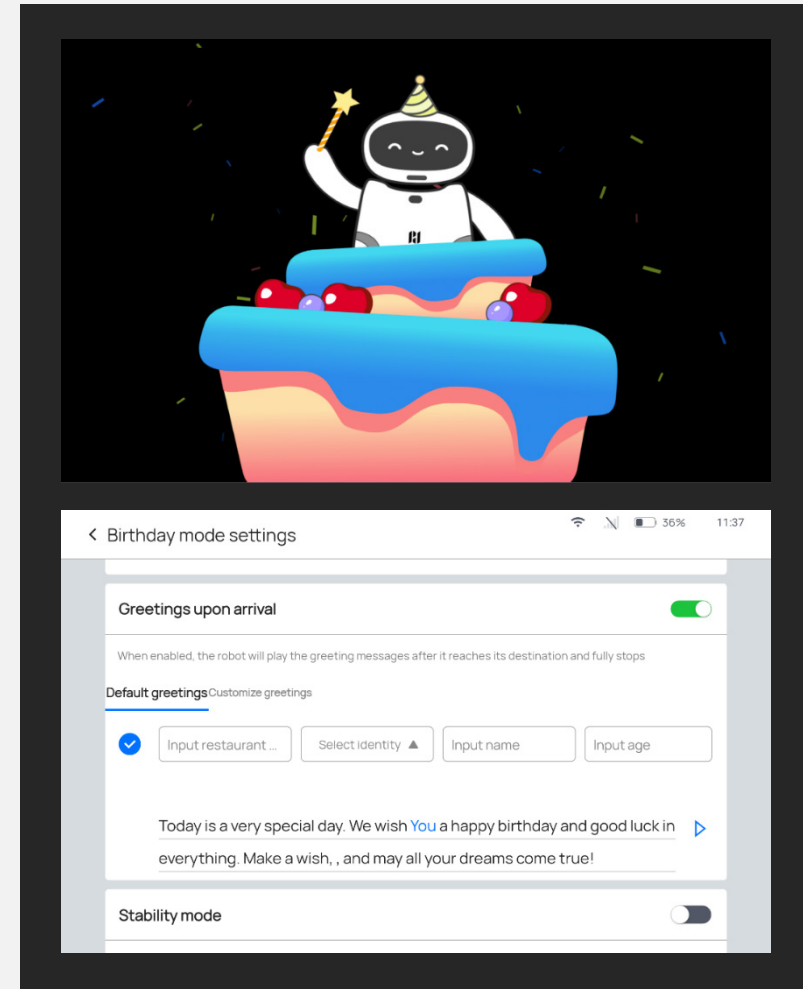 Birthday mode settings
36%
11:37
Greetings upon arrival
When enabled, the robot will play the greeting messages after it reaches its destination and fully stops
Default greetings Customize greetings
Input restaurant ...
Select identity
Input name
Input age
Today is a very special day. We wish You a happy birthday and good luck in
everything. Make a wish, , and may all your dreams come true!
Stability mode